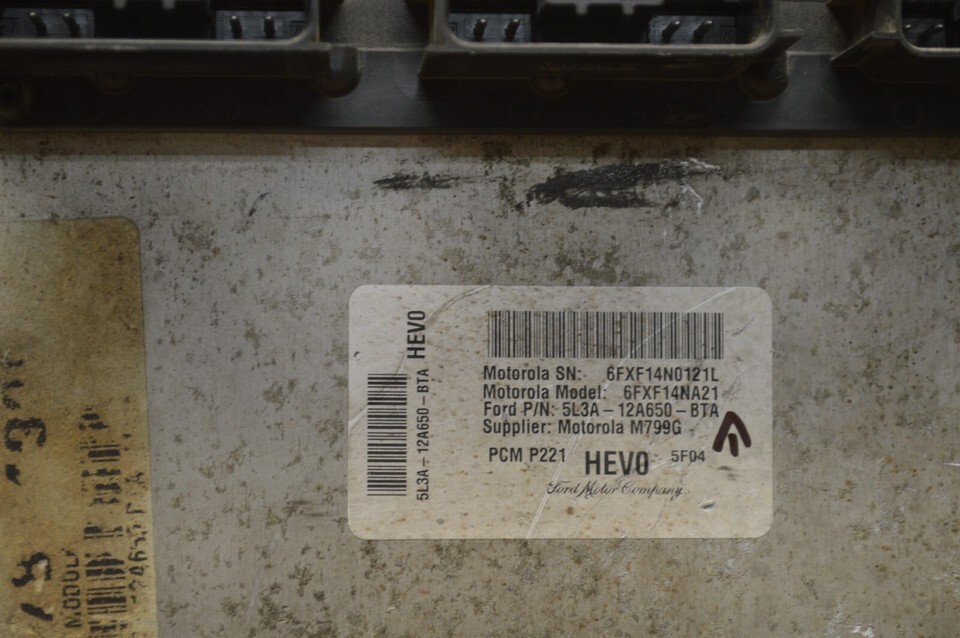 HEVO
5L3A-12A650-BTA
Motorola SN: 6FXF14N0121L
Motorola Model: 6FXF14NA21
Ford P/N: 5L3A-12A650-BTA
Supplier: Motorola M799G
PCM P221 HEVO 5F04
Ford Motor Company
MODULE